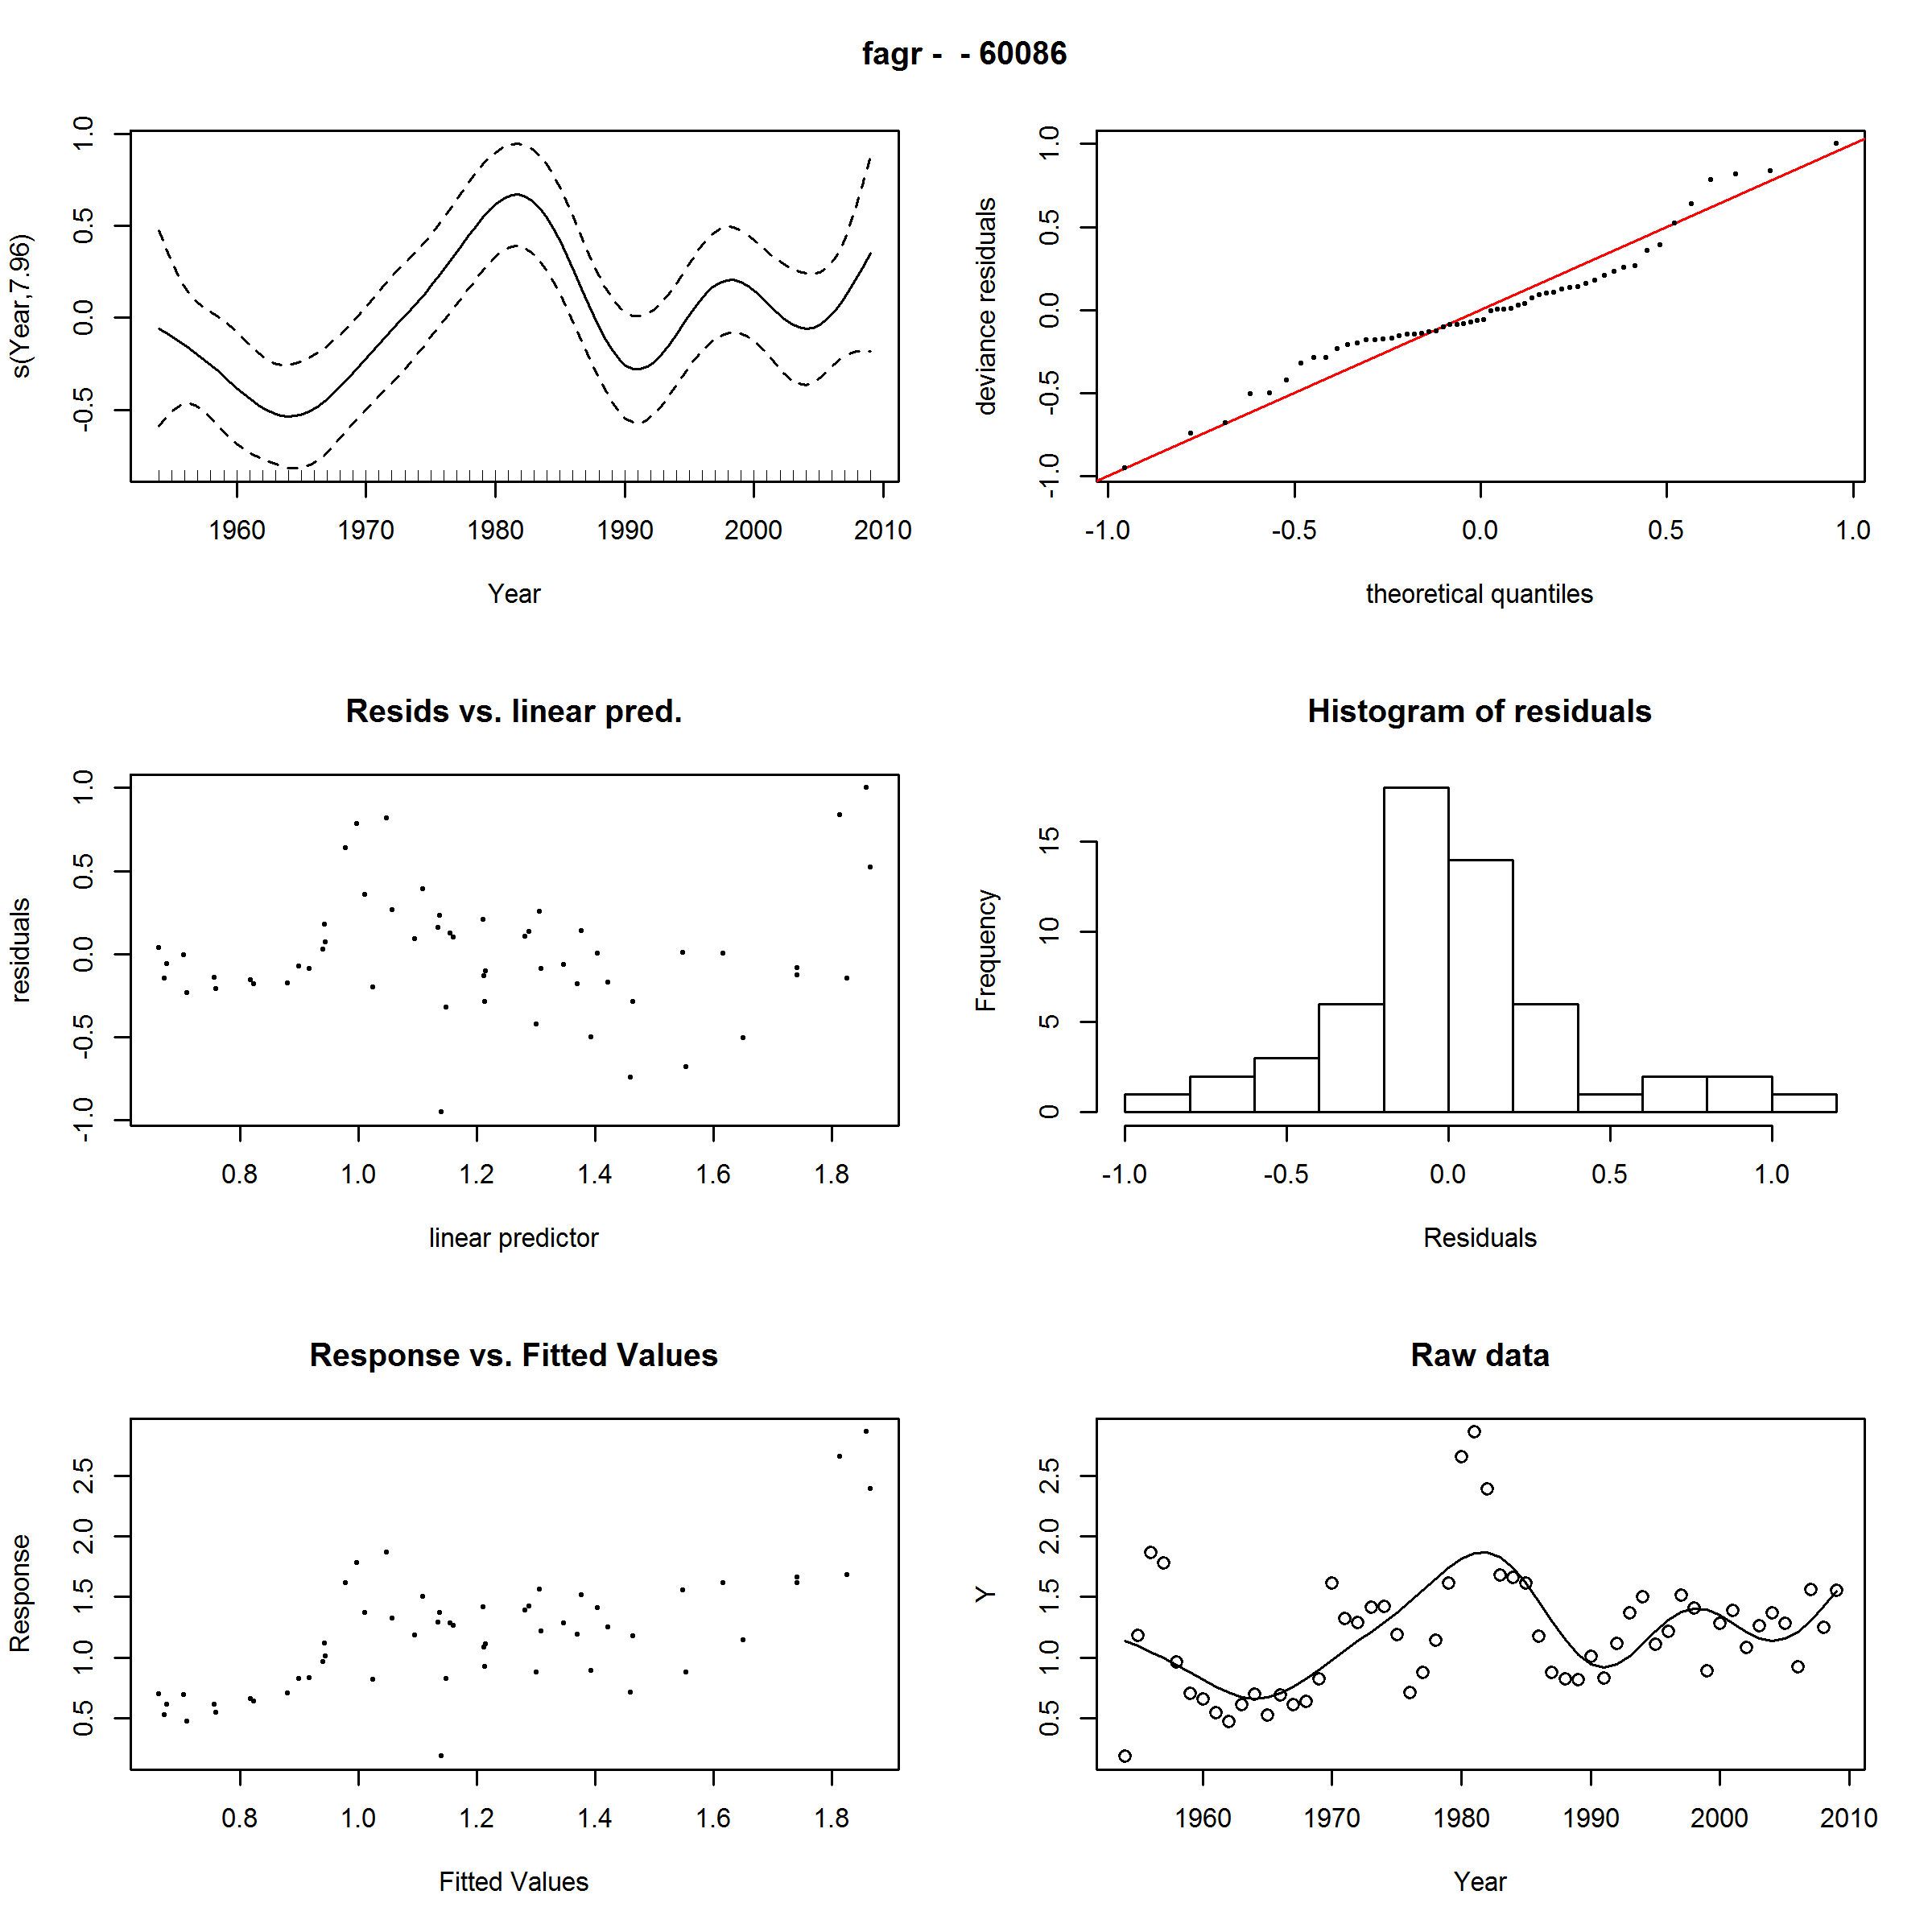 fagr -  - 60086
s(Year,7.96)
-0.5 0.0 0.5 1.0
1960 1970 1980 1990 2000 2010
Year
deviance residuals
-1.0 -0.5 0.0 0.5 1.0
-1.0 -0.5 0.0 0.5 1.0
theoretical quantiles
Resids vs. linear pred.
residuals
-1.0 -0.5 0.0 0.5 1.0
0.8 1.0 1.2 1.4 1.6 1.8
linear predictor
Histogram of residuals
Frequency
0 5 10 15
-1.0 -0.5 0.0 0.5 1.0
Residuals
Response vs. Fitted Values
Response
0.5 1.0 1.5 2.0 2.5
0.8 1.0 1.2 1.4 1.6 1.8
Fitted Values
Raw data
Y
0.5 1.0 1.5 2.0 2.5
1960 1970 1980 1990 2000 2010
Year